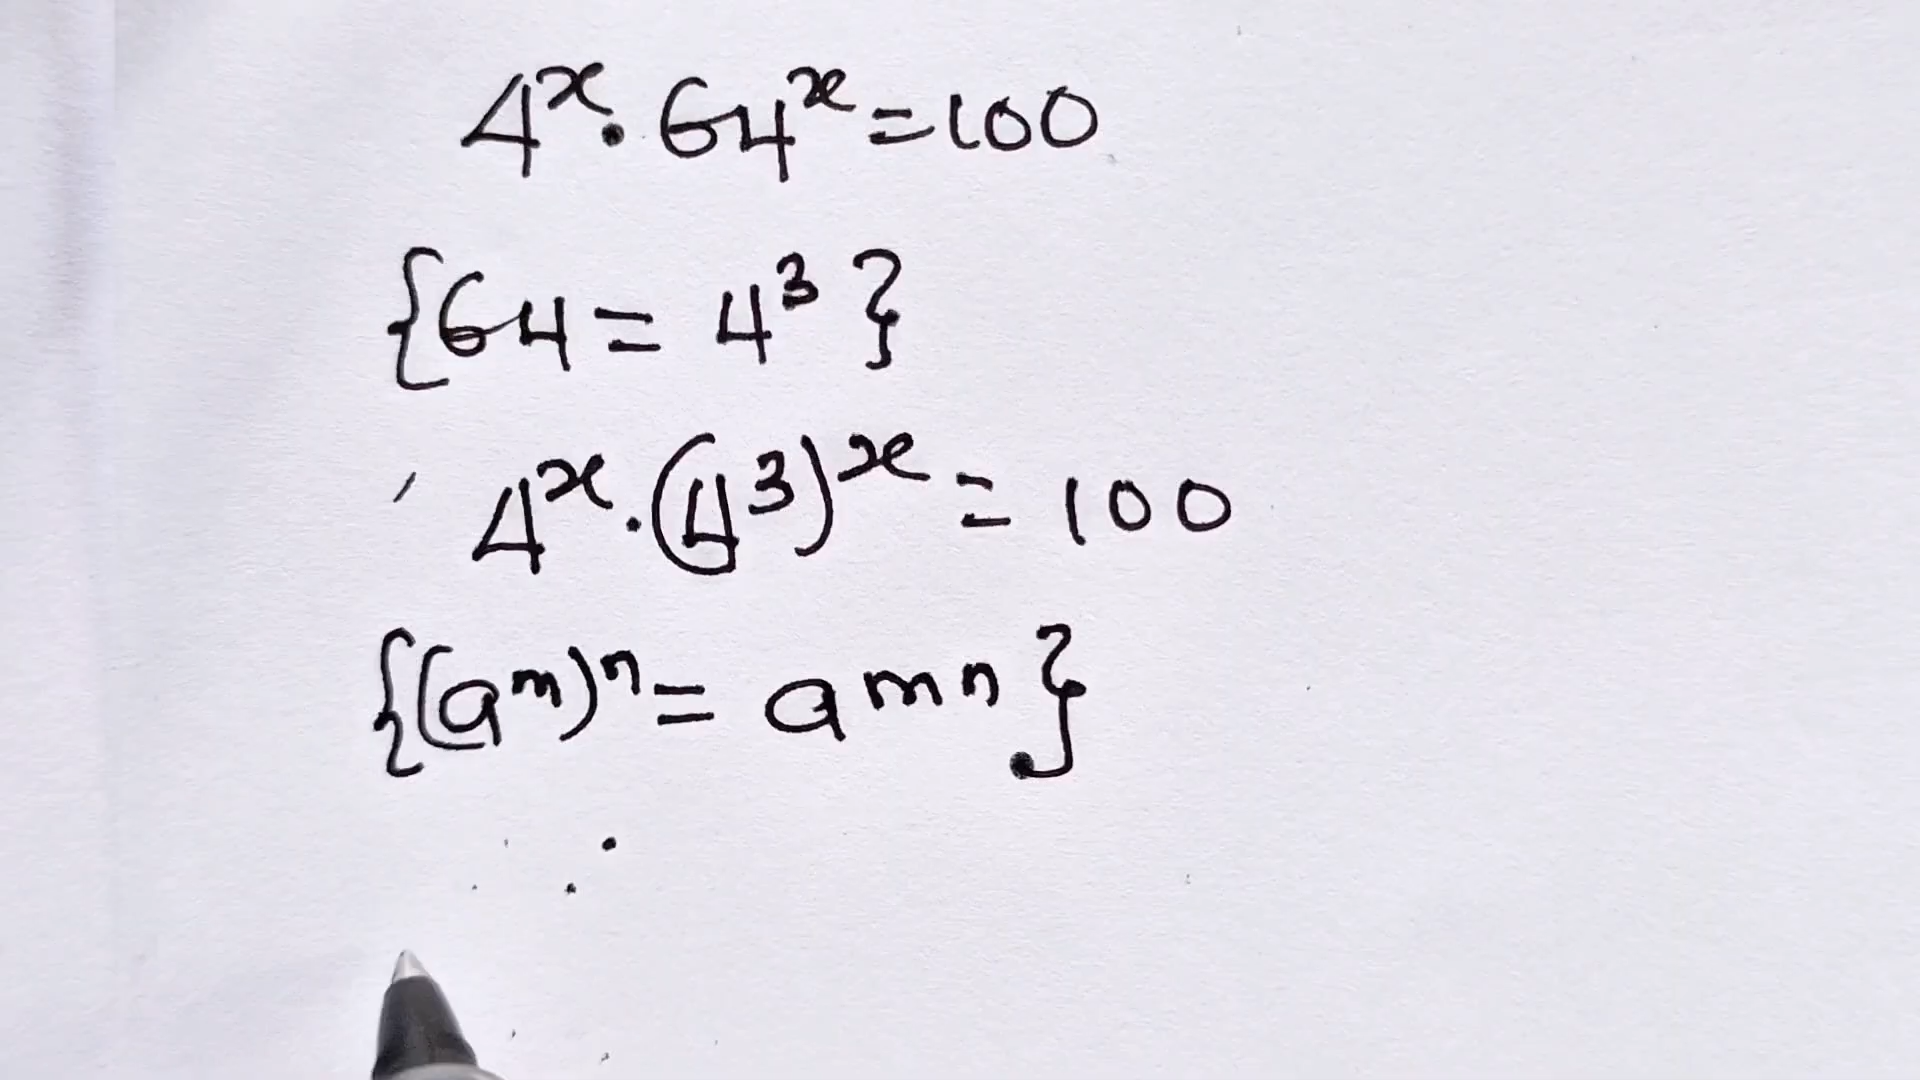 4^x · 64^x = 100
{64 = 4^3}
4^x · (4^3)^x = 100
{(a^m)^n = a^mn}